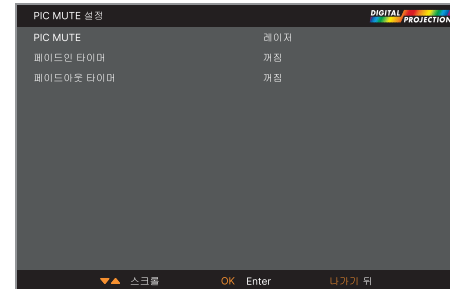 PIC MUTE 설정
DIGITAL PROJECTION
PIC MUTE 레이저
페이드인 타이머 꺼짐
페이드아웃 타이머 꺼짐
▼▲ 스크롤 OK Enter 나가기 뒤